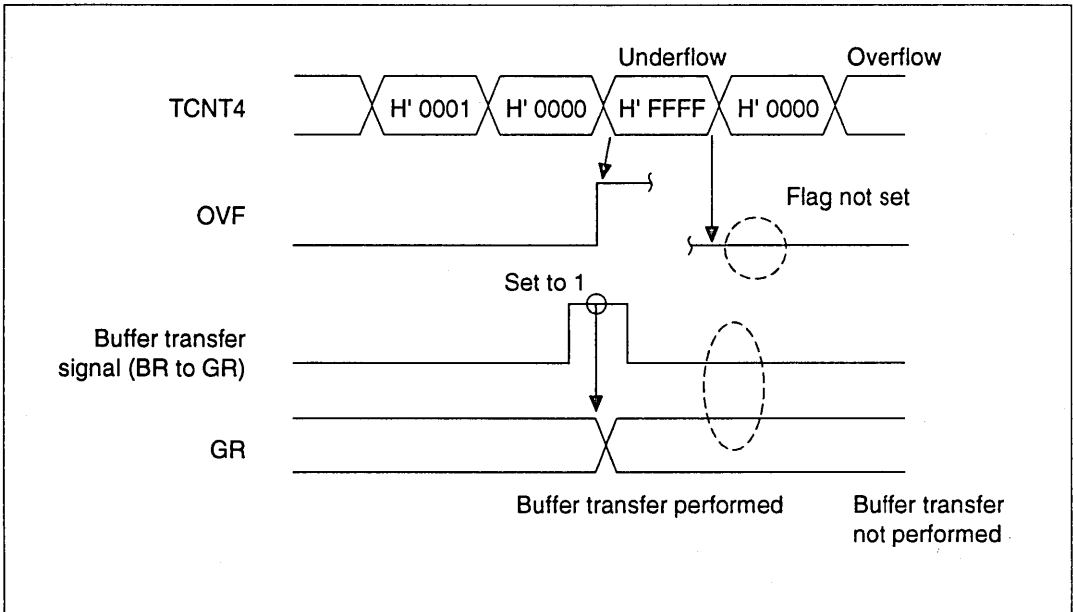 Underflow
Overflow
TCNT4
H' 0001
H' 0000
H' FFFF
H' 0000
OVF
Flag not set
Set to 1
Buffer transfer
signal (BR to GR)
GR
Buffer transfer performed
Buffer transfer
not performed